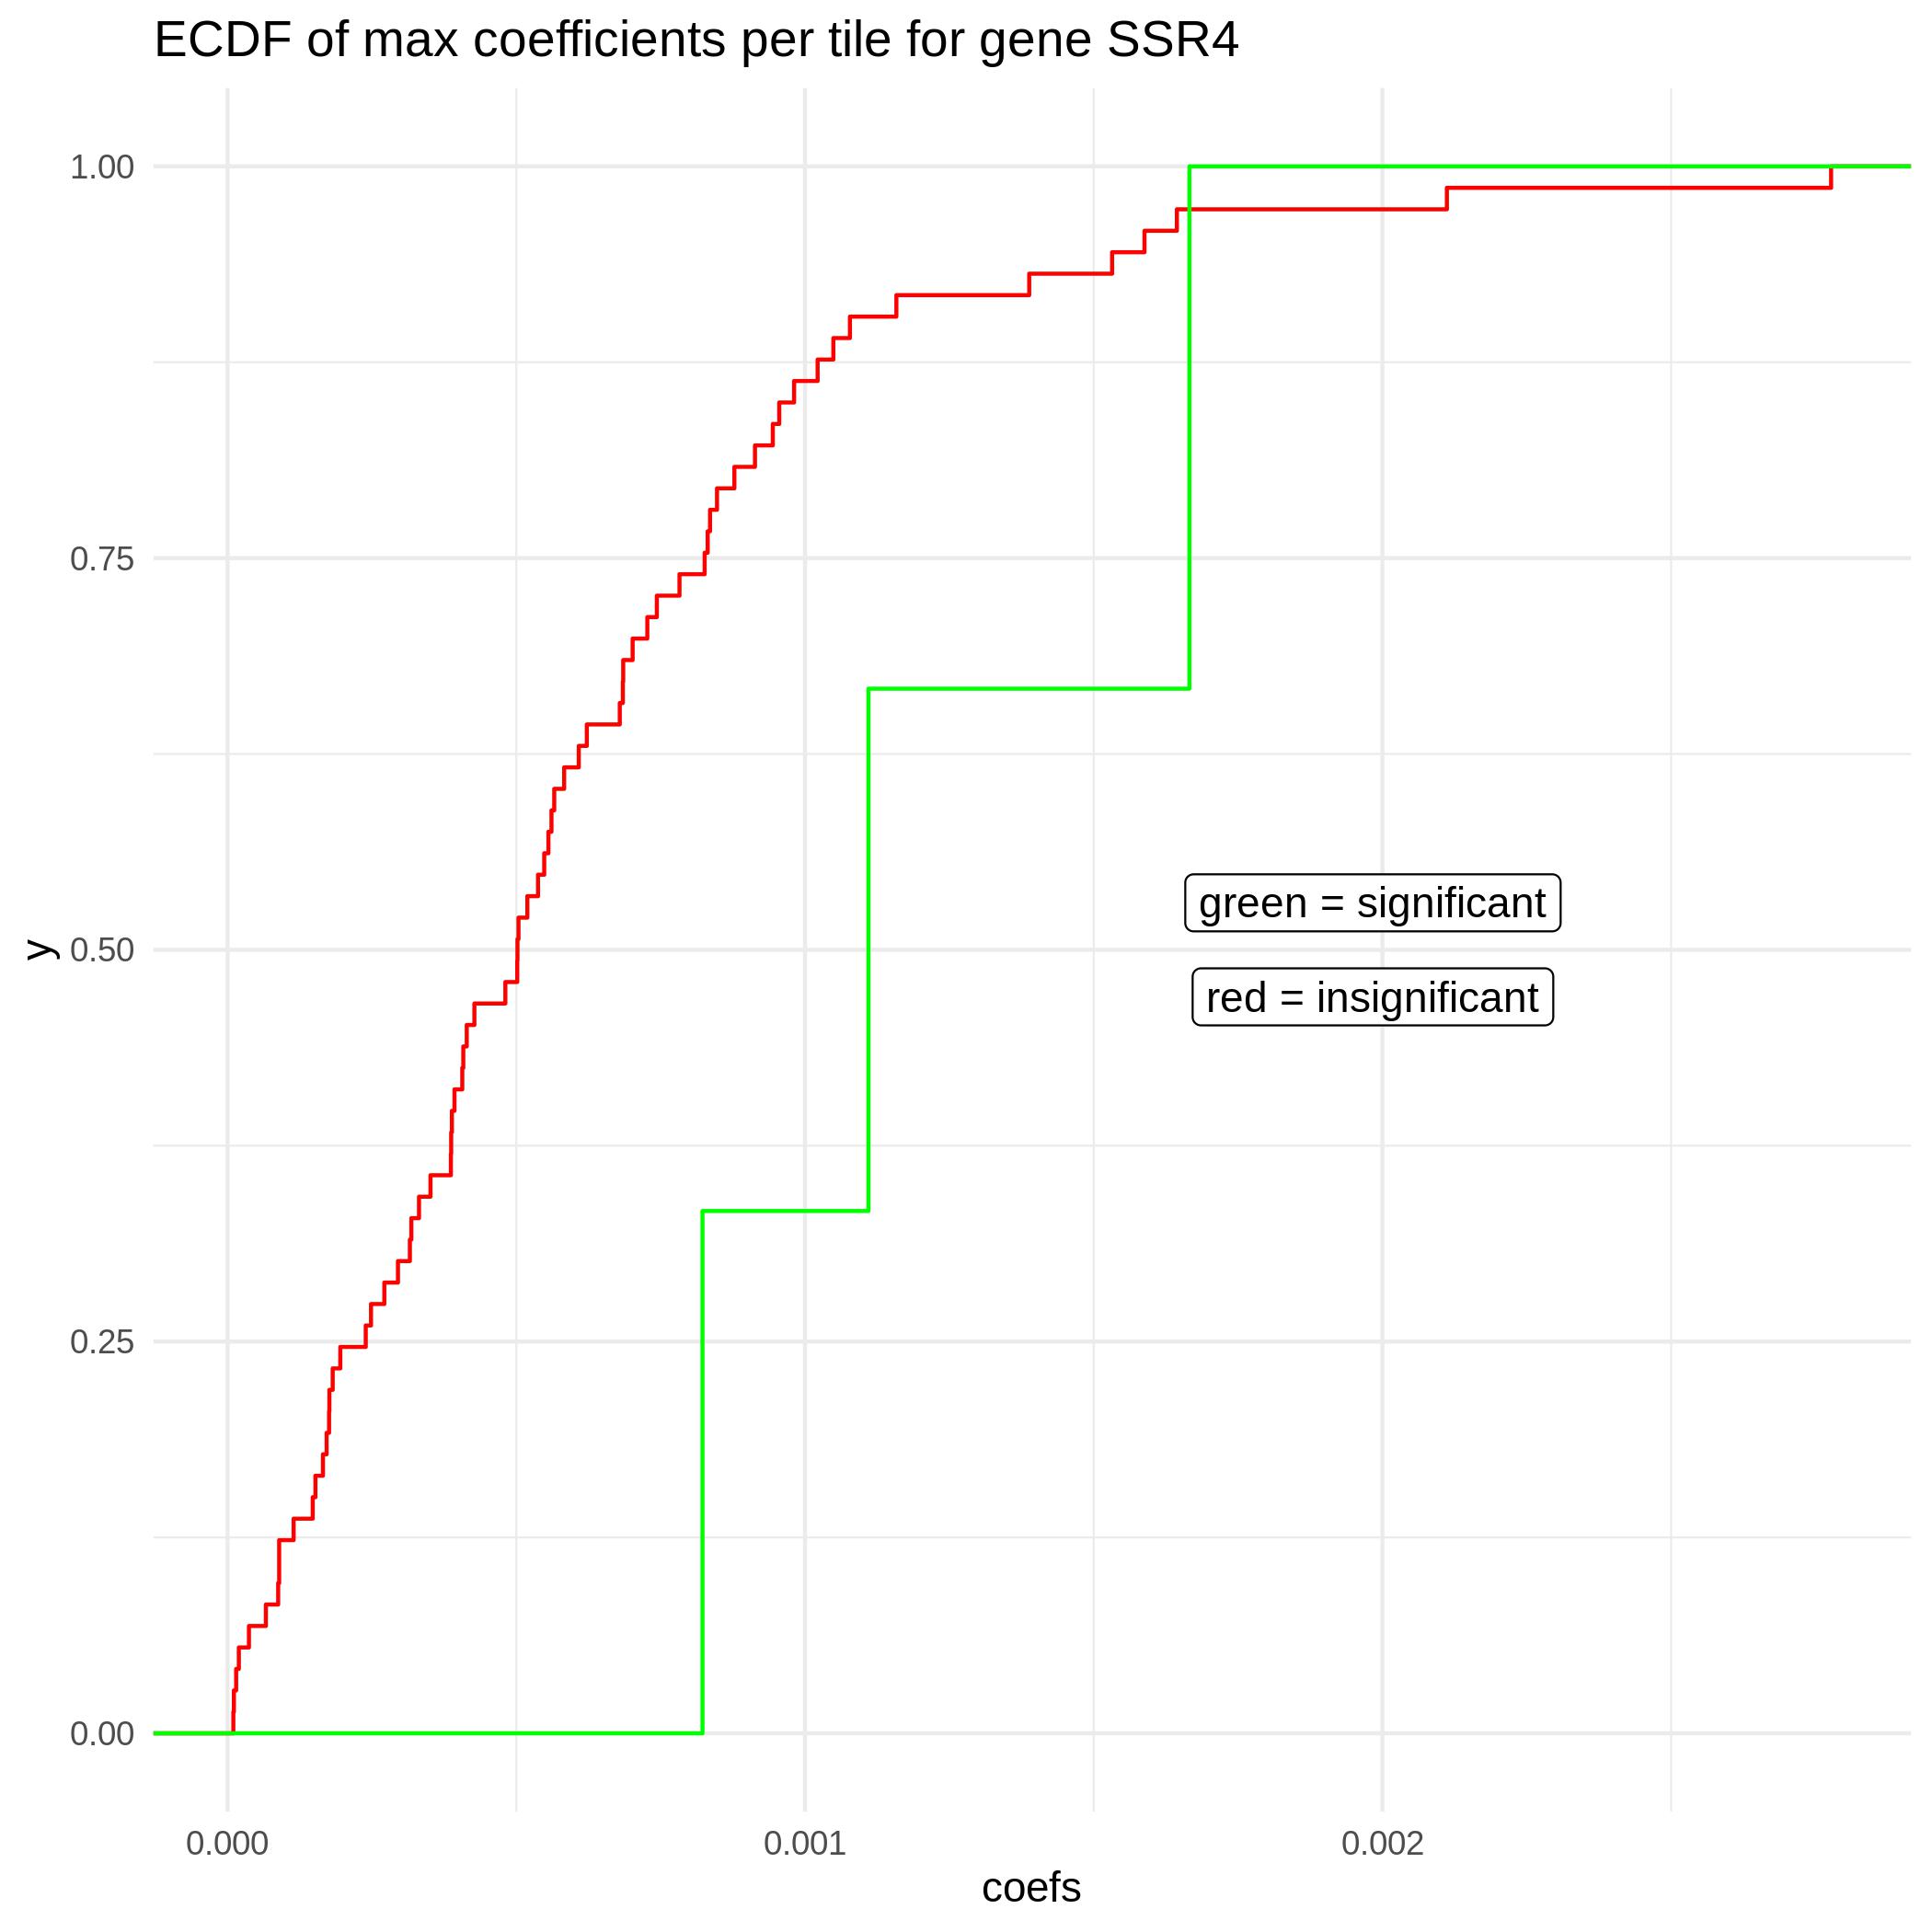 ECDF of max coefficients per tile for gene SSR4
1.00
0.75
0.50
0.25
0.00
y
green = significant
red = insignificant
0.000
0.001
0.002
coefs